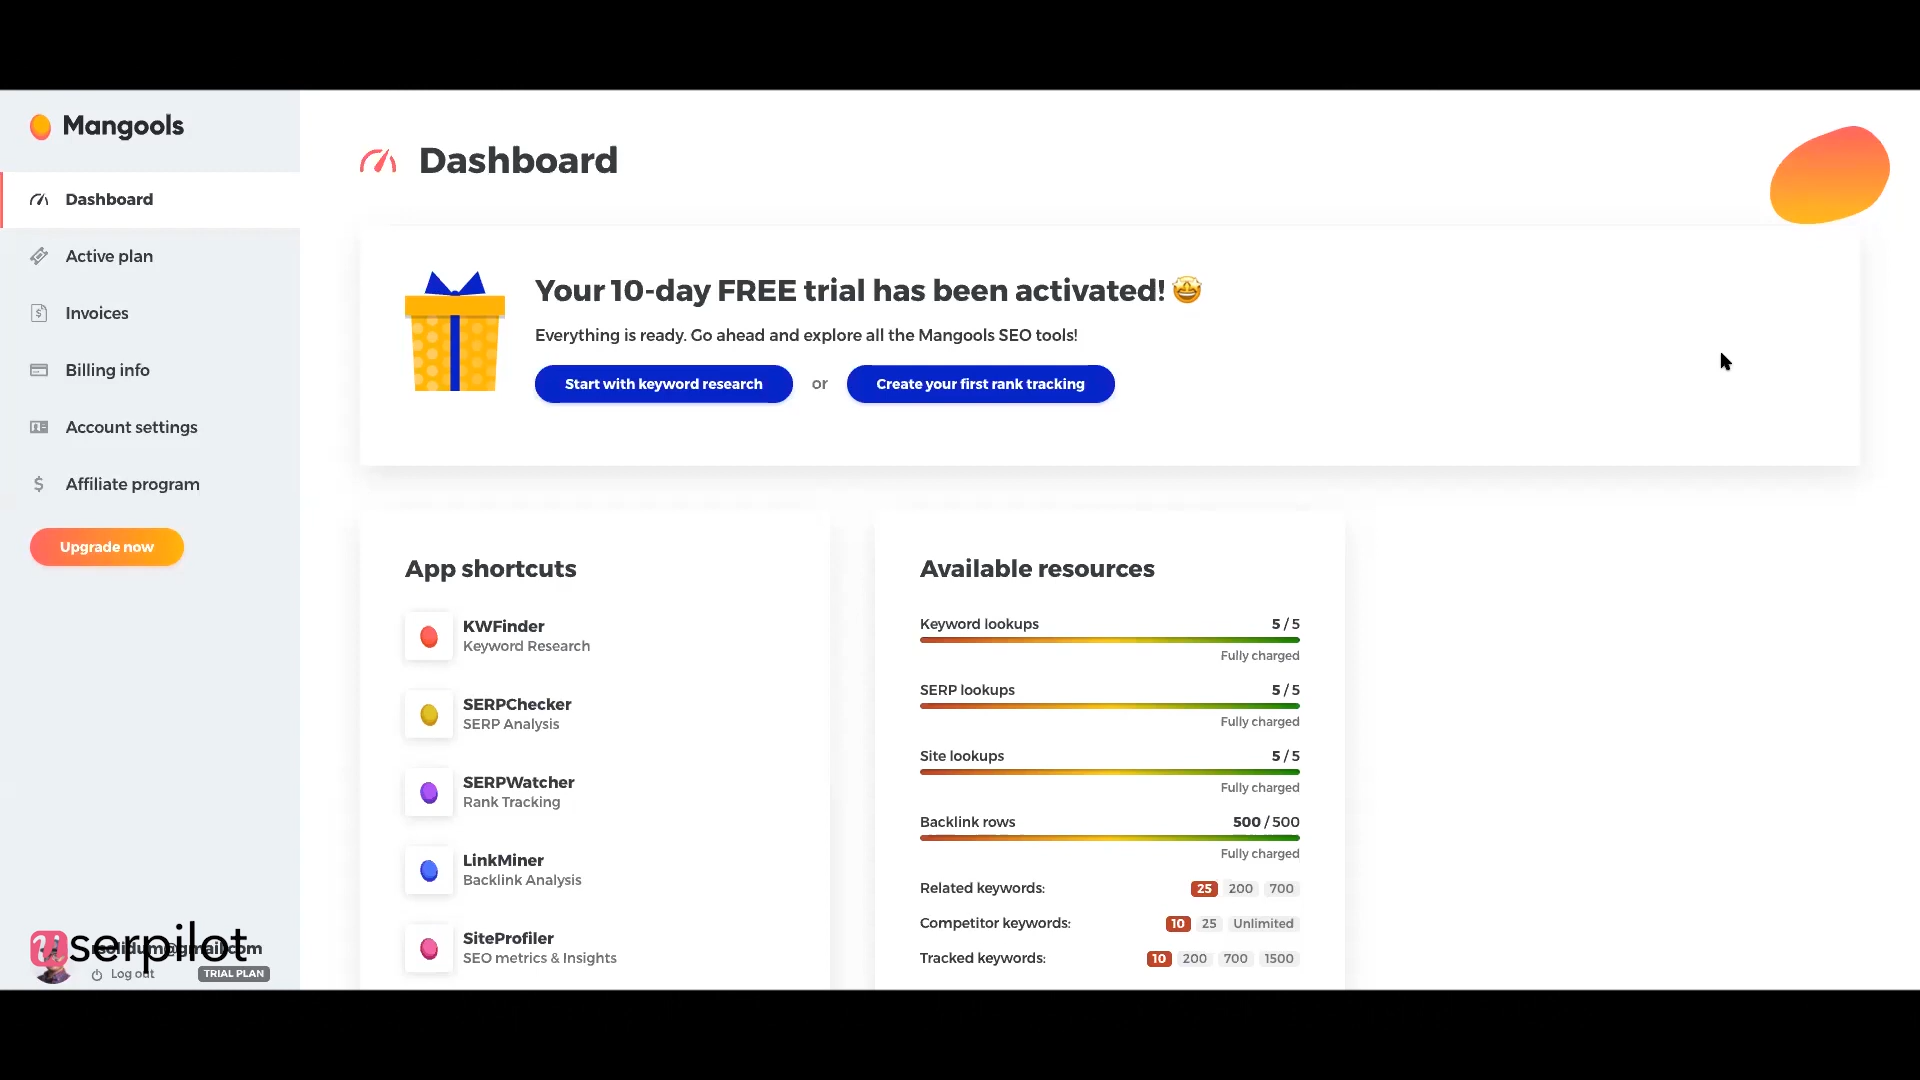 Mangools
Dashboard
Active plan
Invoices
Billing info
Account settings
Affiliate program
Upgrade now
userpilot
Log out
TRIAL PLAN
Dashboard
Your 10-day FREE trial has been activated! 🤩
Everything is ready. Go ahead and explore all the Mangools SEO tools!
Start with keyword research or Create your first rank tracking
App shortcuts
KWFinder
Keyword Research
SERPChecker
SERP Analysis
SERPWatcher
Rank Tracking
LinkMiner
Backlink Analysis
SiteProfiler
SEO metrics & Insights
Available resources
Keyword lookups 5 / 5
Fully charged
SERP lookups 5 / 5
Fully charged
Site lookups 5 / 5
Fully charged
Backlink rows 500 / 500
Fully charged
Related keywords: 25 200 700
Competitor keywords: 10 25 Unlimited
Tracked keywords: 10 200 700 1500